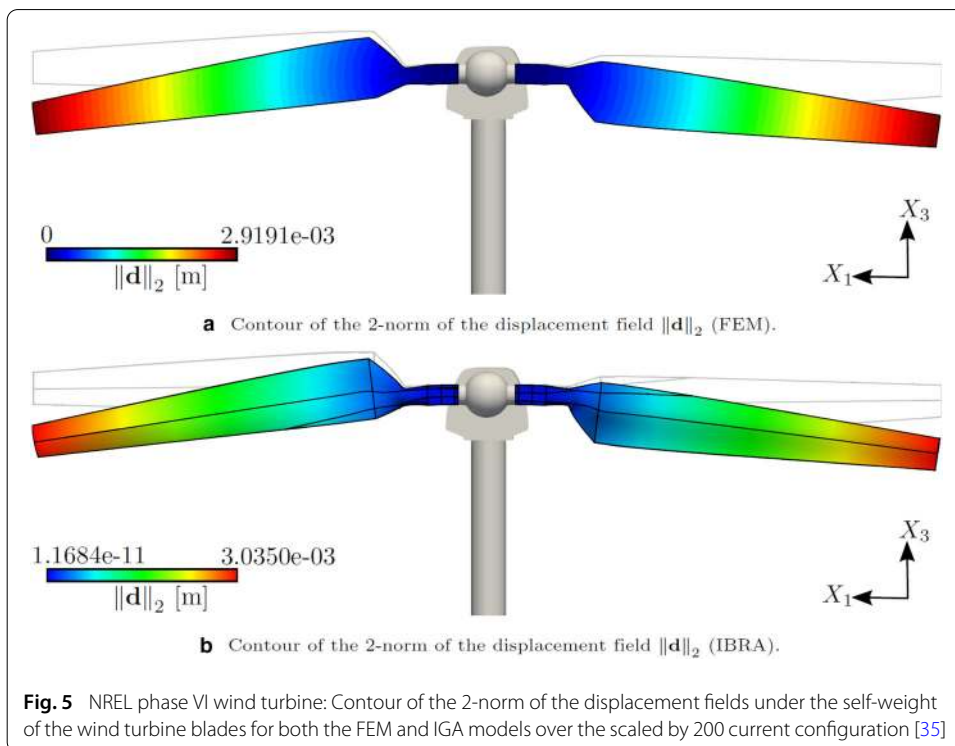 0 2.9191e-03
‖d‖₂ [m]
X₃
X₁
a Contour of the 2-norm of the displacement field ‖d‖₂ (FEM).
1.1684e-11 3.0350e-03
‖d‖₂ [m]
X₃
X₁
b Contour of the 2-norm of the displacement field ‖d‖₂ (IBRA).
Fig. 5 NREL phase VI wind turbine: Contour of the 2-norm of the displacement fields under the self-weight
of the wind turbine blades for both the FEM and IGA models over the scaled by 200 current configuration [35]